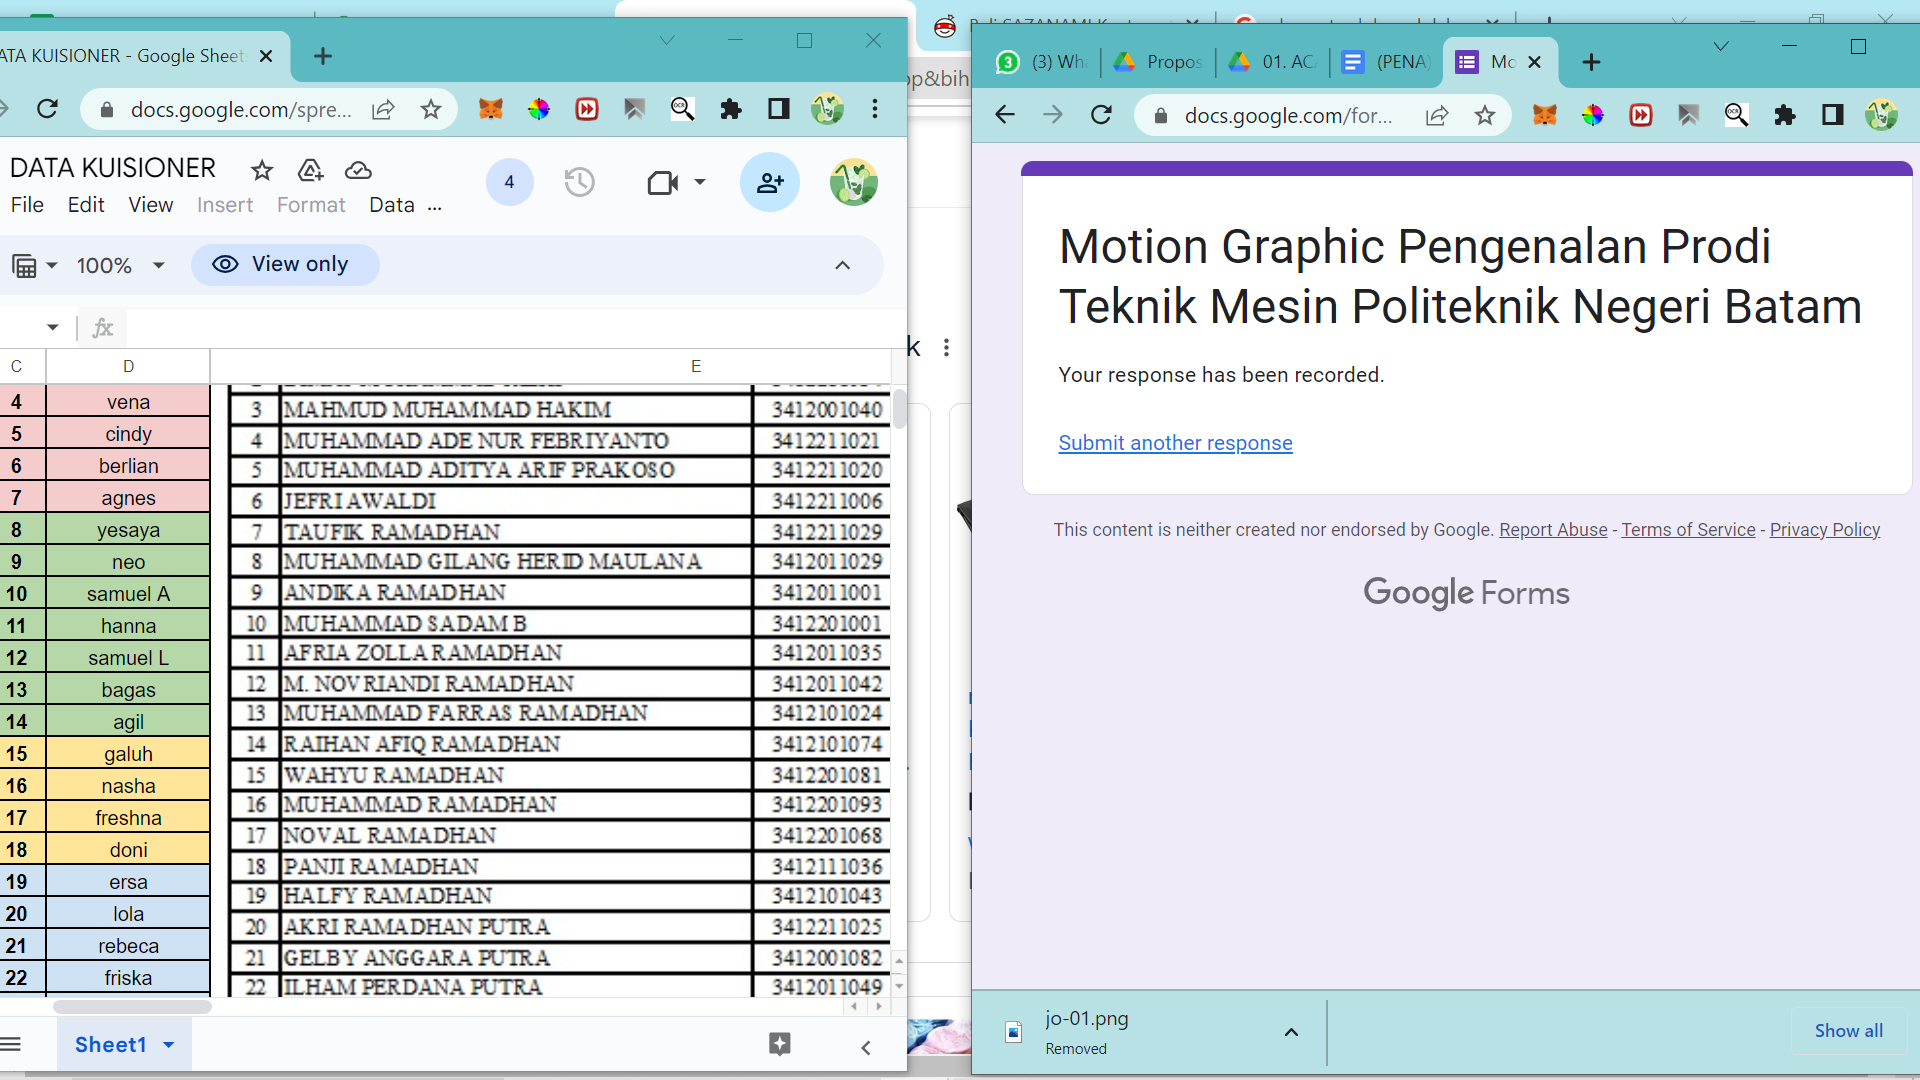 DATA KUISIONER - Google Sheet
docs.google.com/spre...
DATA KUISIONER
4
File Edit View Insert Format Data ...
100%
View only
fx
C D E
4 vena
5 cindy
6 berlian
7 agnes
8 yesaya
9 neo
10 samuel A
11 hanna
12 samuel L
13 bagas
14 agil
15 galuh
16 nasha
17 freshna
18 doni
19 ersa
20 lola
21 rebeca
22 friska
3 MAHMUD MUHAMMAD HAKIM 3412001040
4 MUHAMMAD ADE NUR FEBRIYANTO 3412211021
5 MUHAMMAD ADITYA ARIF PRAKOSO 3412211020
6 JEFRI AWALDI 3412211006
7 TAUFIK RAMADHAN 3412211029
8 MUHAMMAD GILANG HERID MAULANA 3412011029
9 ANDIKA RAMADHAN 3412011001
10 MUHAMMAD SADAM B 3412201001
11 AFRIA ZOLLA RAMADHAN 3412011035
12 M. NOVRIANDI RAMADHAN 3412011042
13 MUHAMMAD FARRAS RAMADHAN 3412101024
14 RAIHAN AFIQ RAMADHAN 3412101074
15 WAHYU RAMADHAN 3412201081
16 MUHAMMAD RAMADHAN 3412201093
17 NOVAL RAMADHAN 3412201068
18 PANJI RAMADHAN 3412111036
19 HALFY RAMADHAN 3412101043
20 AKRI RAMADHAN PUTRA 3412211025
21 GELBY ANGGARA PUTRA 3412001082
22 ILHAM PERDANA PUTRA 3412011049
Sheet1
op&bih
k
(3) Wh
Propos
01. AC
(PENA)
Mo
docs.google.com/for...
Motion Graphic Pengenalan Prodi
Teknik Mesin Politeknik Negeri Batam
Your response has been recorded.
Submit another response
This content is neither created nor endorsed by Google. Report Abuse - Terms of Service - Privacy Policy
Google Forms
jo-01.png
Removed
Show all